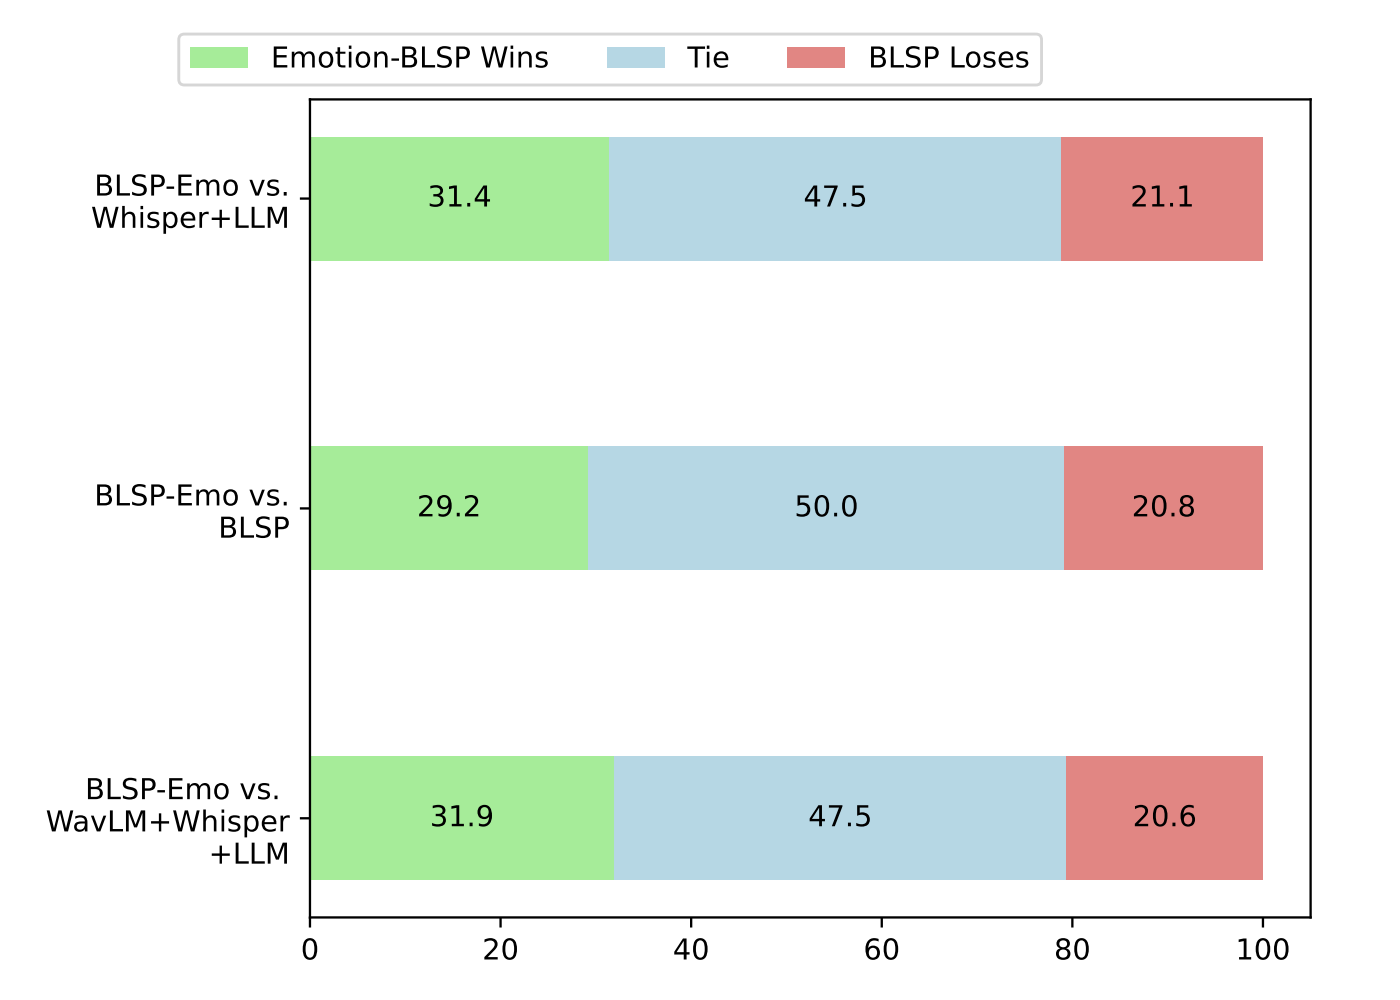 Emotion-BLSP Wins Tie BLSP Loses
BLSP-Emo vs.
Whisper+LLM
31.4 47.5 21.1
BLSP-Emo vs.
BLSP
29.2 50.0 20.8
BLSP-Emo vs.
WavLM+Whisper
+LLM
31.9 47.5 20.6
0 20 40 60 80 100